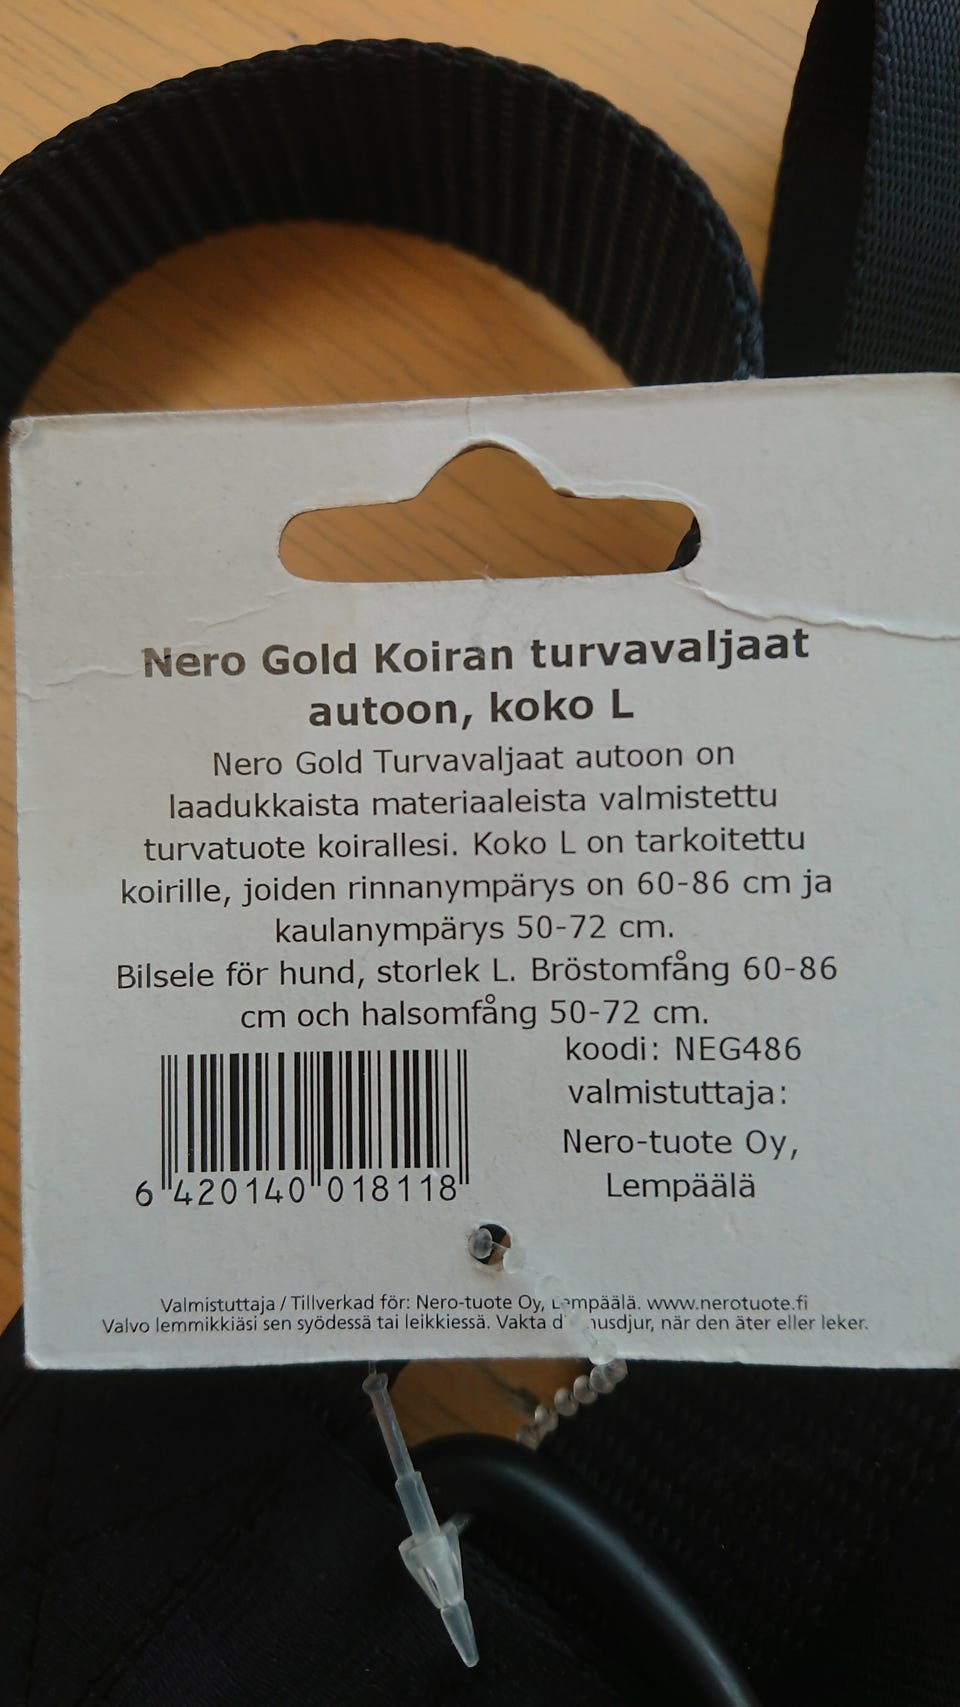 Nero Gold Koiran turvavaljaat
autoon, koko L
Nero Gold Turvavaljaat autoon on
laadukkaista materiaaleista valmistettu
turvatuote koirallesi. Koko L on tarkoitettu
koirille, joiden rinnanympärys on 60-86 cm ja
kaulanympärys 50-72 cm.
Bilsele för hund, storlek L. Bröstomfång 60-86
cm och halsomfång 50-72 cm.
koodi: NEG486
valmistuttaja:
Nero-tuote Oy,
Lempäälä
6 420140 018118
Valmistuttaja / Tillverkad för: Nero-tuote Oy, Lempäälä. www.nerotuote.fi
Valvo lemmikkiäsi sen syödessä tai leikkiessä. Vakta när den äter eller leker.